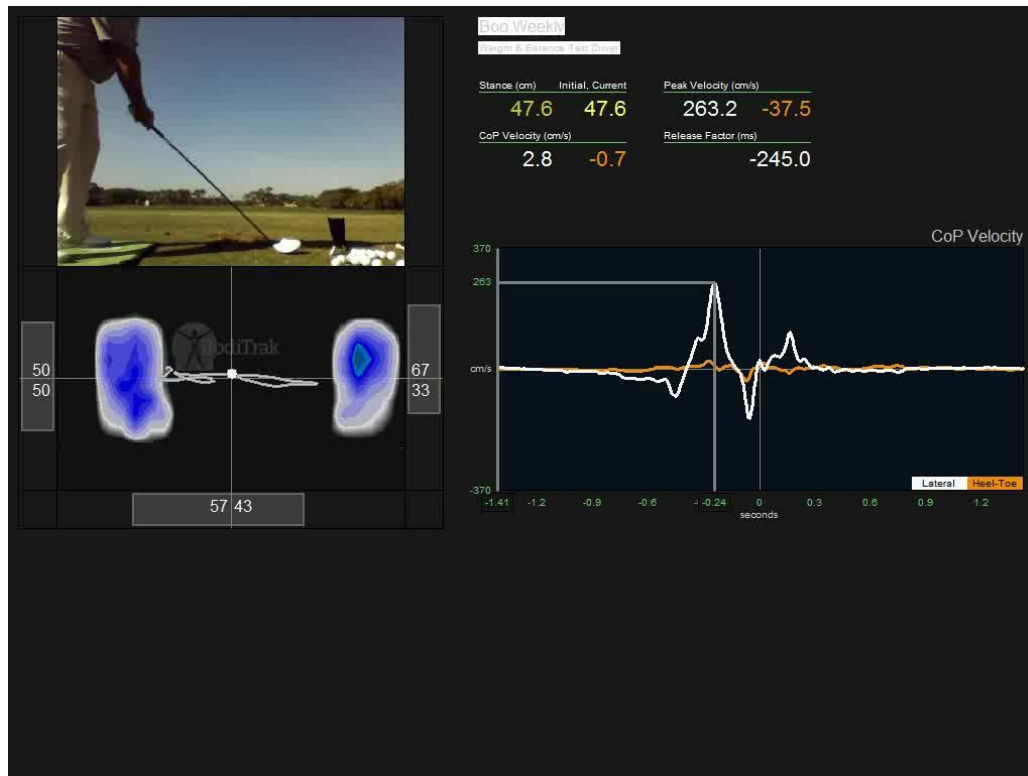 Boo Weekly
Weight & Balance Test Driver
Stance (cm) Initial, Current
47.6 47.6
Peak Velocity (cm/s)
263.2 -37.5
CoP Velocity (cm/s)
2.8 -0.7
Release Factor (ms)
-245.0
BodiTrak
50
50
67
33
57 43
CoP Velocity
370
263
cm/s
-370
Lateral Heel-Toe
-1.41 -1.2 -0.9 -0.6 -0.24 0 0.3 0.6 0.9 1.2
seconds